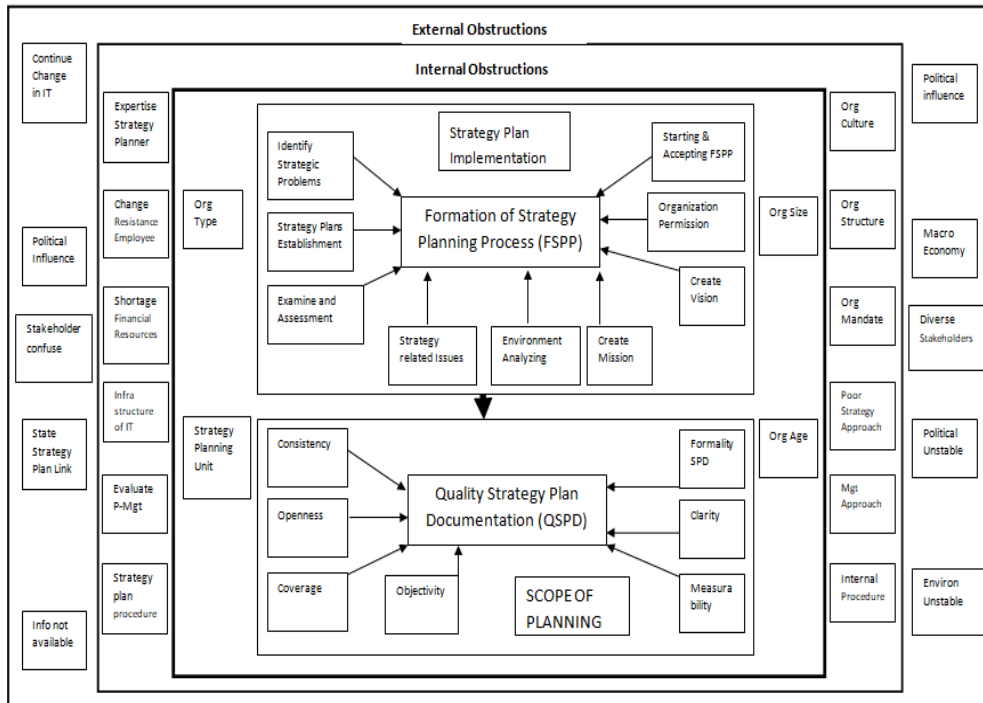 External Obstructions
Internal Obstructions
Continue
Change
in IT
Political
Influence
Stakeholder
confuse
State
Strategy
Plan Link
Info not
available
Expertise
Strategy
Planner
Change
Resistance
Employee
Shortage
Financial
Resources
Infra
structure
of IT
Evaluate
P-Mgt
Strategy
plan
procedure
Org
Type
Strategy
Planning
Unit
Strategy Plan
Implementation
Identify
Strategic
Problems
Strategy Plans
Establishment
Examine and
Assessment
Formation of Strategy
Planning Process (FSPP)
Starting &
Accepting FSPP
Organization
Permission
Create
Vision
Strategy
related Issues
Environment
Analyzing
Create
Mission
Consistency
Openness
Coverage
Quality Strategy Plan
Documentation (QSPD)
Objectivity
Formality
SPD
Clarity
Measura
bility
SCOPE OF
PLANNING
Org Size
Org Age
Org
Culture
Org
Structure
Org
Mandate
Poor
Strategy
Approach
Mgt
Approach
Internal
Procedure
Political
influence
Macro
Economy
Diverse
Stakeholders
Political
Unstable
Environ
Unstable